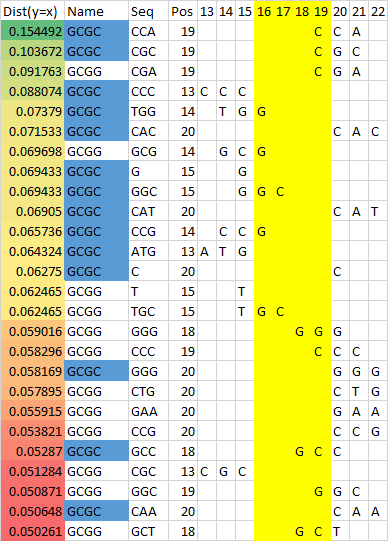 Dist(y=x) Name Seq Pos 13 14 15 16 17 18 19 20 21 22
0.154492 GCGC CCA 19 C C A
0.103672 GCGC CGC 19 C G C
0.091763 GCGG CGA 19 C G A
0.088074 GCGC CCC 13 C C C
0.07379 GCGC TGG 14 T G G
0.071533 GCGC CAC 20 C A C
0.069698 GCGG GCG 14 G C G
0.069433 GCGC G 15 G
0.069433 GCGC GGC 15 G G C
0.06905 GCGC CAT 20 C A T
0.065736 GCGC CCG 14 C C G
0.064324 GCGC ATG 13 A T G
0.06275 GCGC C 20 C
0.062465 GCGG T 15 T
0.062465 GCGG TGC 15 T G C
0.059016 GCGG GGG 18 G G G
0.058296 GCGG CCC 19 C C C
0.058169 GCGC GGG 20 G G G
0.057895 GCGG CTG 20 C T G
0.055915 GCGG GAA 20 G A A
0.053821 GCGG CCG 20 C C G
0.05287 GCGC GCC 18 G C C
0.051284 GCGG CGC 13 C G C
0.050871 GCGG GGC 19 G G C
0.050648 GCGC CAA 20 C A A
0.050261 GCGG GCT 18 G C T